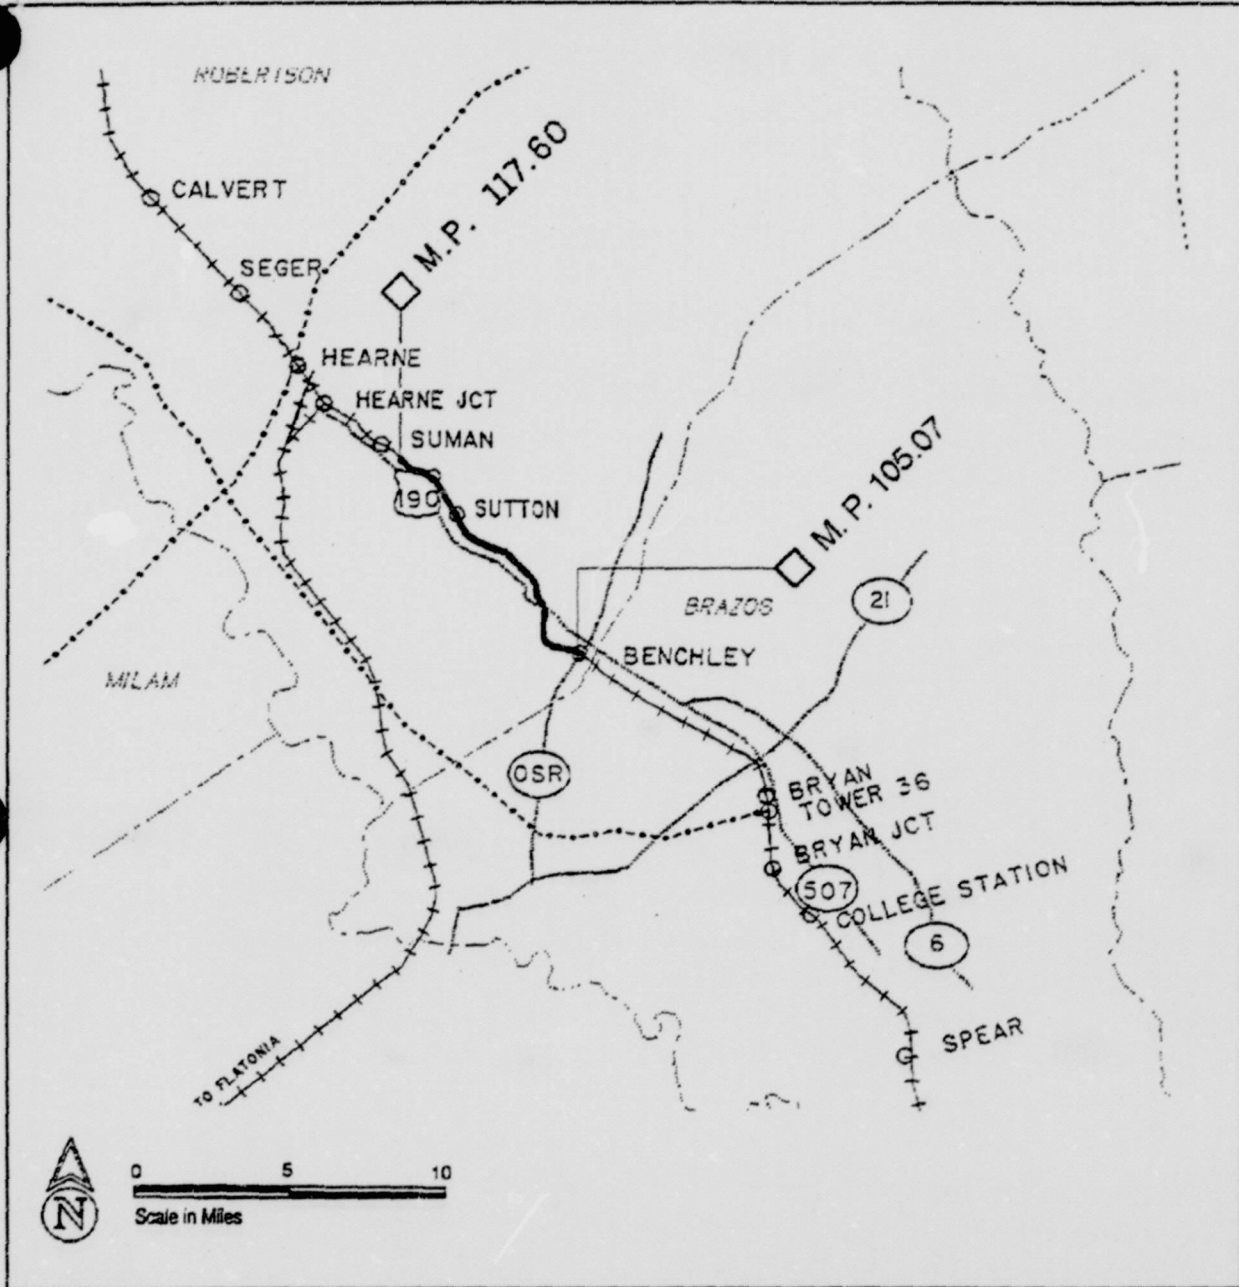 ROBERTSON
M.P. 117.60
CALVERT
SEGER
HEARNE
HEARNE JCT
SUMAN
190
SUTTON
M.P. 105.07
BRAZOS
21
BENCHLEY
MILAM
OSR
BRYAN
TOWER 36
BRYAN JCT
507
COLLEGE STATION
6
SPEAR
TO FLATONIA
N
0 5 10
Scale in Miles